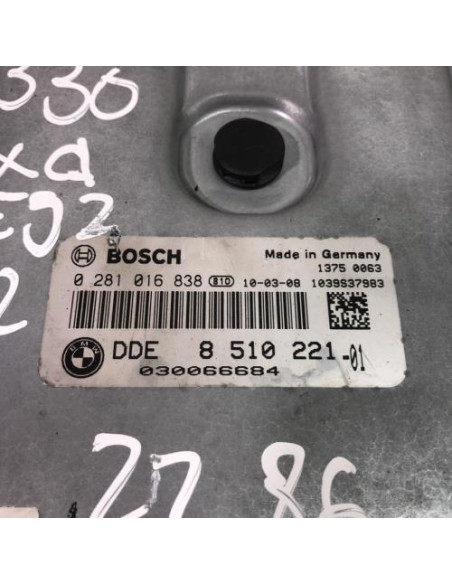 330
xd
E92
BOSCH
Made in Germany
1375 0063
0 281 016 838 810 10-03-08 1039S37983
BMW
DDE 8 510 221-01
030066684
27 86